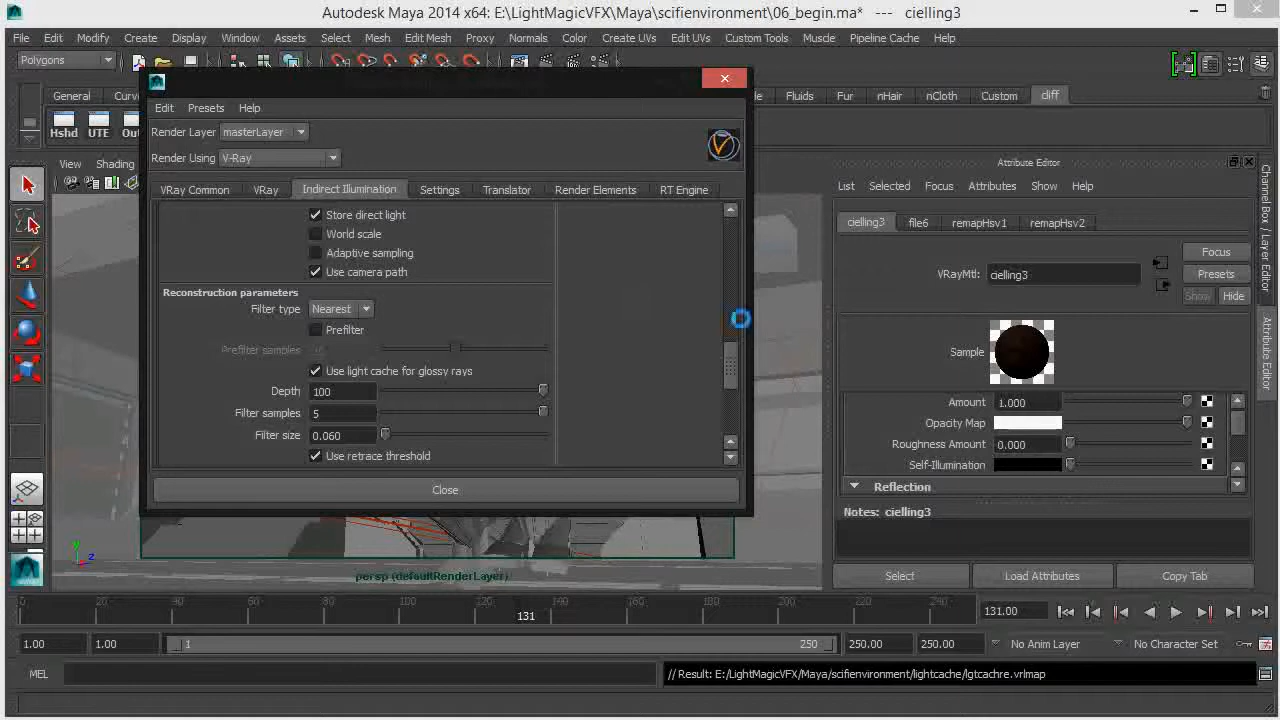 Autodesk Maya 2014 x64: E:\LightMagicVFX\Maya\scifienvironment\06_begin.ma* --- cielling3
File Edit Modify Create Display Window Assets Select Mesh Edit Mesh Proxy Normals Color Create UVs Edit UVs Custom Tools Muscle Pipeline Cache Help
Polygons
General Fluids Fur nHair nCloth Custom cliff
Hshd UTE
View Shading
Edit Presets Help
Render Layer masterLayer
Render Using V-Ray
VRay Common VRay Indirect Illumination Settings Translator Render Elements RT Engine
Store direct light
World scale
Adaptive sampling
Use camera path
Reconstruction parameters
Filter type Nearest
Prefilter
Prefilter samples
Use light cache for glossy rays
Depth 100
Filter samples 5
Filter size 0.060
Use retrace threshold
Close
persp (defaultRenderLayer)
Attribute Editor
List Selected Focus Attributes Show Help
cielling3 file6 remapHsv1 remapHsv2
Focus
VRayMtl: cielling3 Presets
Show Hide
Sample
Amount 1.000
Opacity Map
Roughness Amount 0.000
Self-Illumination
Reflection
Notes: cielling3
Select Load Attributes Copy Tab
Channel Box / Layer Editor
Attribute Editor
0 20 40 60 80 100 120 140 160 180 200 220 240
131 131.00
1.00 1.00 1 250 250.00 250.00 No Anim Layer No Character Set
MEL // Result: E:/LightMagicVFX/Maya/scifienvironment/lightcache/lgtcachre.vrlmap